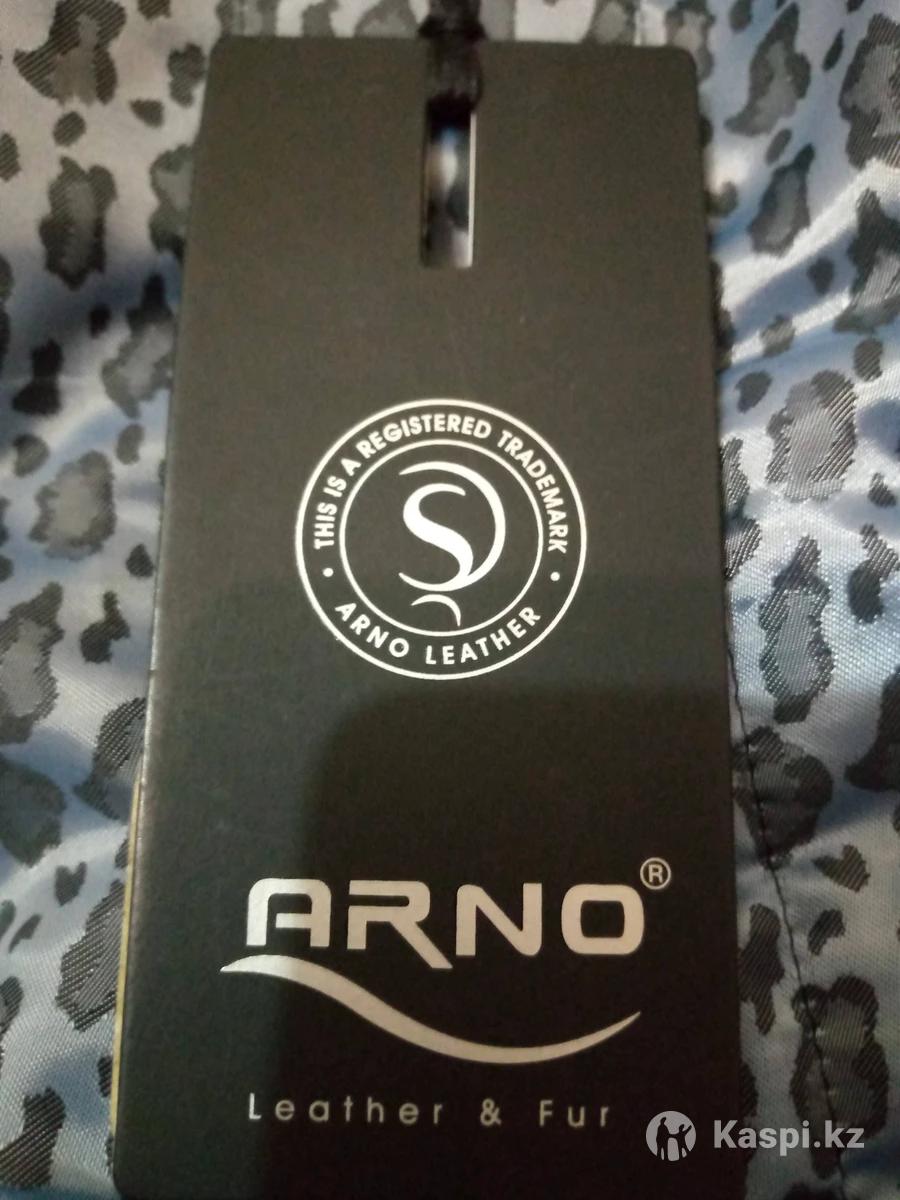 THIS IS A REGISTERED TRADEMARK
• ARNO LEATHER •
ARNO®
Leather & Fur
Kaspi.kz